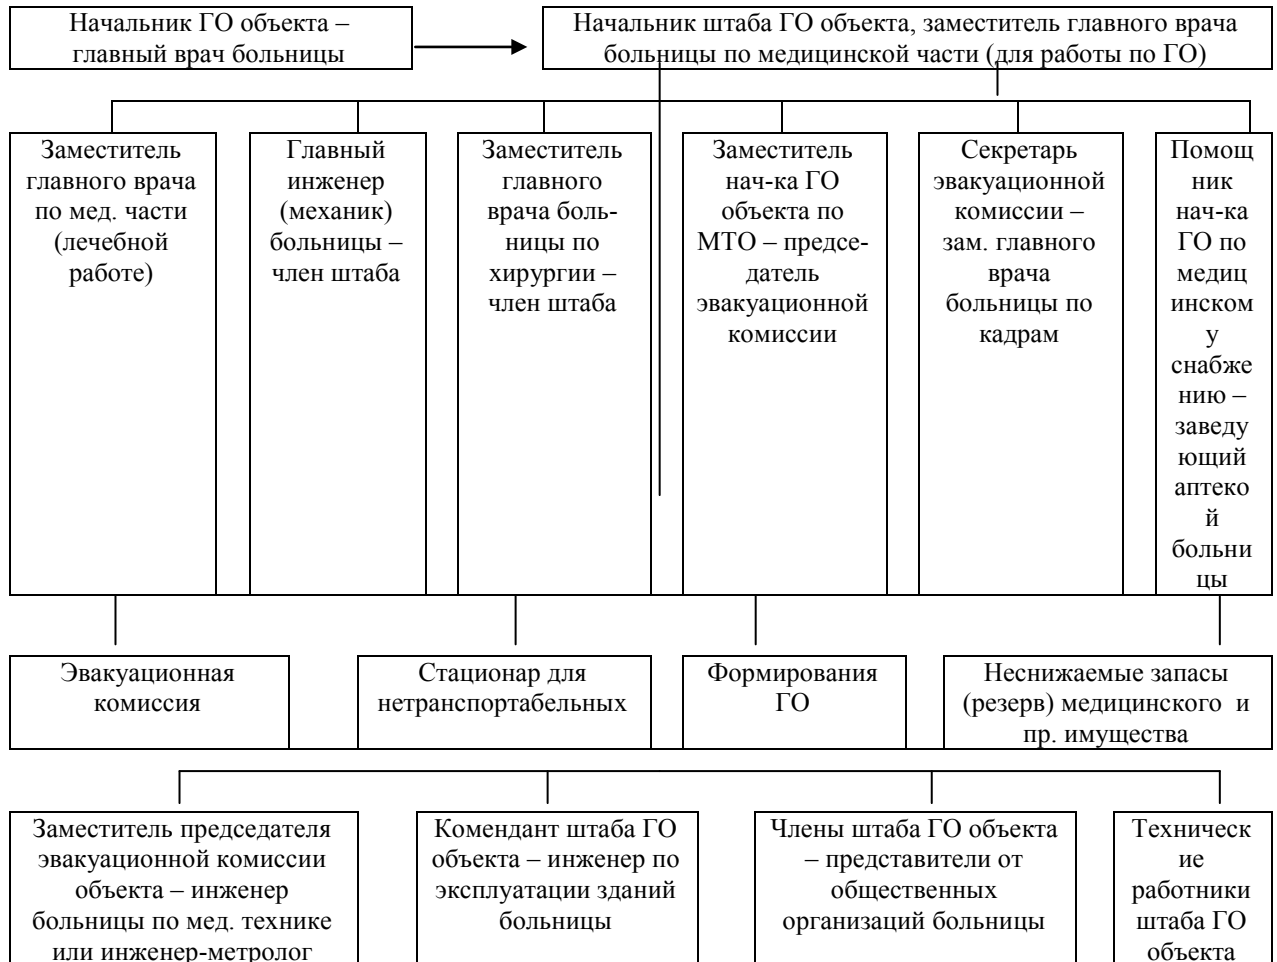 Начальник ГО объекта –
главный врач больницы
Начальник штаба ГО объекта, заместитель главного врача
больницы по медицинской части (для работы по ГО)
Заместитель
главного врача
по мед. части
(лечебной
работе)
Главный
инженер
(механик)
больницы –
член штаба
Заместитель
главного
врача боль-
ницы по
хирургии –
член штаба
Заместитель
нач-ка ГО
объекта по
МТО – предсе-
датель
эвакуационной
комиссии
Секретарь
эвакуационной
комиссии –
зам. главного
врача
больницы по
кадрам
Помощ
ник
нач-ка
ГО по
медиц
инском
у
снабже
нию –
заведу
ющий
аптеко
й
больни
цы
Эвакуационная
комиссия
Стационар для
нетранспортабельных
Формирования
ГО
Неснижаемые запасы
(резерв) медицинского и
пр. имущества
Заместитель председателя
эвакуационной комиссии
объекта – инженер
больницы по мед. технике
или инженер-метролог
Комендант штаба ГО
объекта – инженер по
эксплуатации зданий
больницы
Члены штаба ГО объекта
– представители от
общественных
организаций больницы
Техническ
ие
работники
штаба ГО
объекта